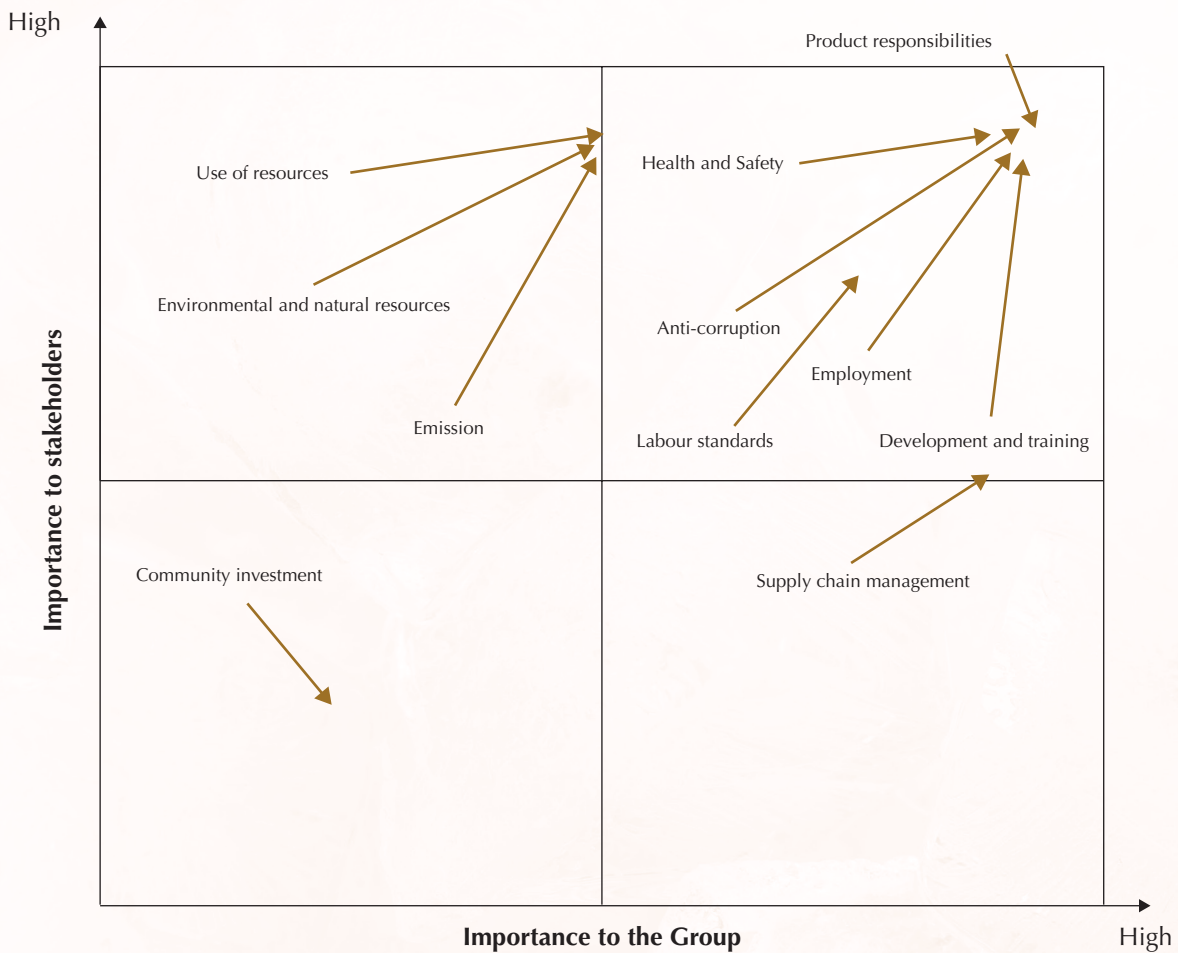 High
Product responsibilities
Health and Safety
Use of resources
Environmental and natural resources
Anti-corruption
Employment
Emission
Labour standards
Development and training
Importance to stakeholders
Community investment
Supply chain management
Importance to the Group
High